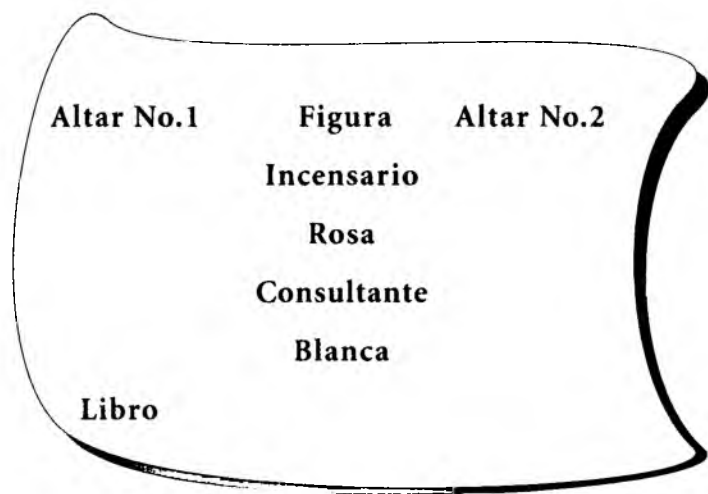 Altar No.1 Figura Altar No.2
Incensario
Rosa
Consultante
Blanca
Libro